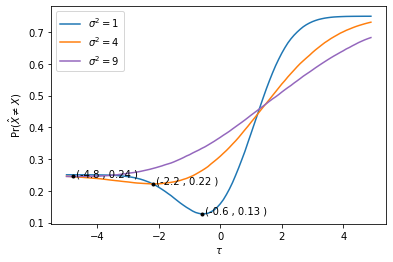 σ² = 1
σ² = 4
σ² = 9
Pr(X̂ ≠ X)
0.7
0.6
0.5
0.4
0.3
0.2
0.1
(-4.8 , 0.24 )
(-2.2 , 0.22 )
(-0.6 , 0.13 )
−4 −2 0 2 4
τ